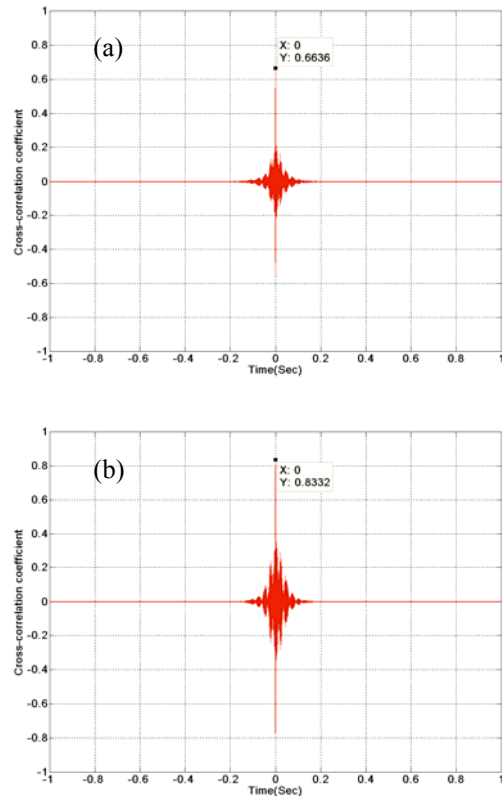 (a)
X: 0
Y: 0.6636
Cross-correlation coefficient
1
0.8
0.6
0.4
0.2
0
-0.2
-0.4
-0.6
-0.8
-1
-1 -0.8 -0.6 -0.4 -0.2 0 0.2 0.4 0.6 0.8 1
Time(Sec)
(b)
X: 0
Y: 0.8332
Cross-correlation coefficient
1
0.8
0.6
0.4
0.2
0
-0.2
-0.4
-0.6
-0.8
-1
-1 -0.8 -0.6 -0.4 -0.2 0 0.2 0.4 0.6 0.8 1
Time(Sec)